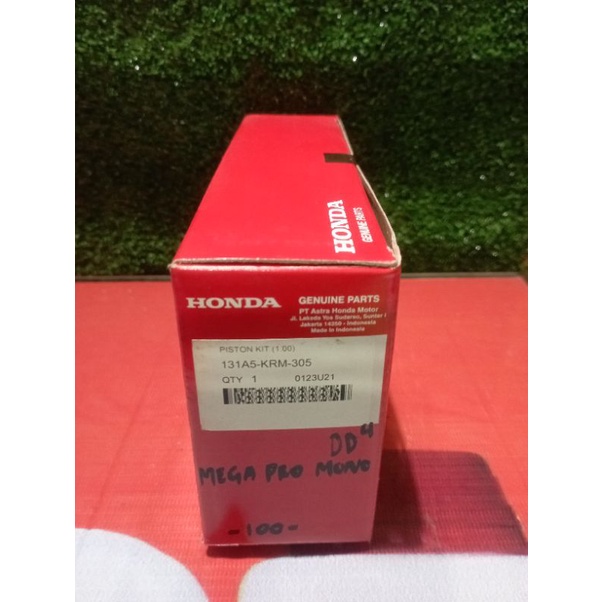 HONDA
GENUINE PARTS
HONDA
GENUINE PARTS
PT Astra Honda Motor
Jl. Laksda Yos Sudarso, Sunter I
Jakarta 14350 - Indonesia
Made in Indonesia
PISTON KIT (1.00)
131A5-KRM-305
QTY 1 0123U21
DD4
MEGA PRO MONO
-100-